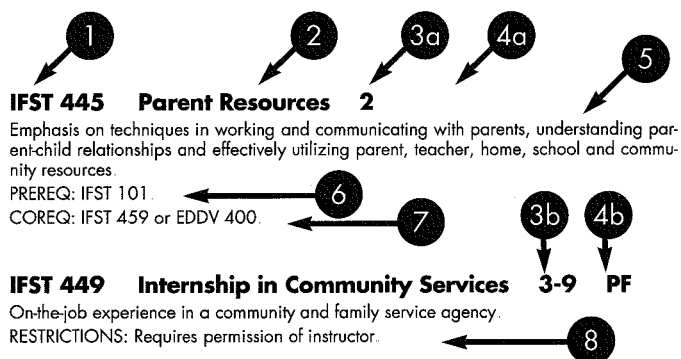 1 2 3a 4a 5
IFST 445 Parent Resources 2
Emphasis on techniques in working and communicating with parents, understanding par-
ent-child relationships and effectively utilizing parent, teacher, home, school and commu-
nity resources.
PREREQ: IFST 101. 6
COREQ: IFST 459 or EDDV 400. 7
3b 4b
IFST 449 Internship in Community Services 3-9 PF
On-the-job experience in a community and family service agency.
RESTRICTIONS: Requires permission of instructor. 8